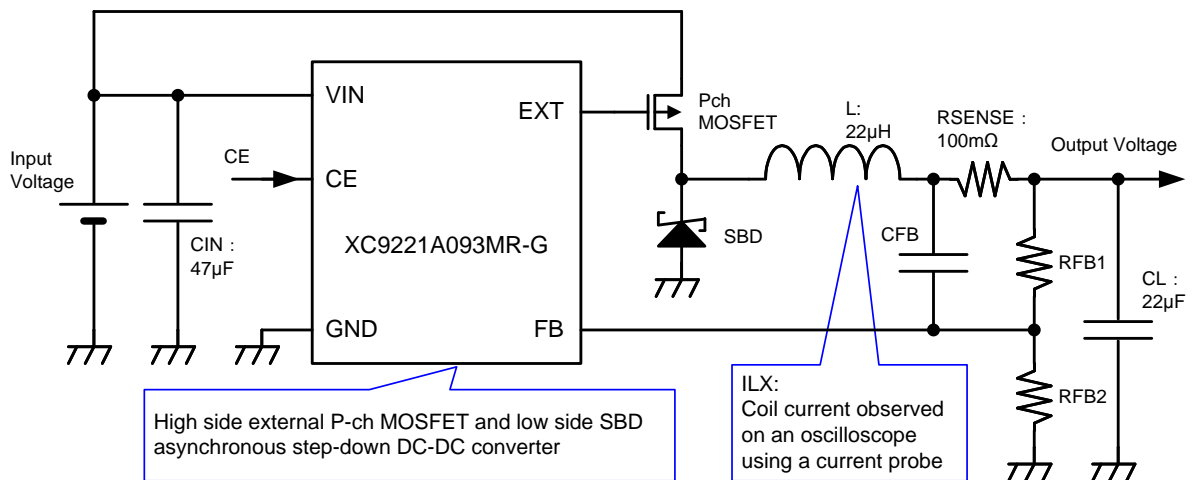 VIN
EXT
Pch
MOSFET
L:
22µH
RSENSE :
100mΩ
Output Voltage
Input
Voltage
CE
CE
CIN :
47µF
XC9221A093MR-G
SBD
CFB
RFB1
CL :
22µF
GND
FB
RFB2
High side external P-ch MOSFET and low side SBD
asynchronous step-down DC-DC converter
ILX:
Coil current observed
on an oscilloscope
using a current probe